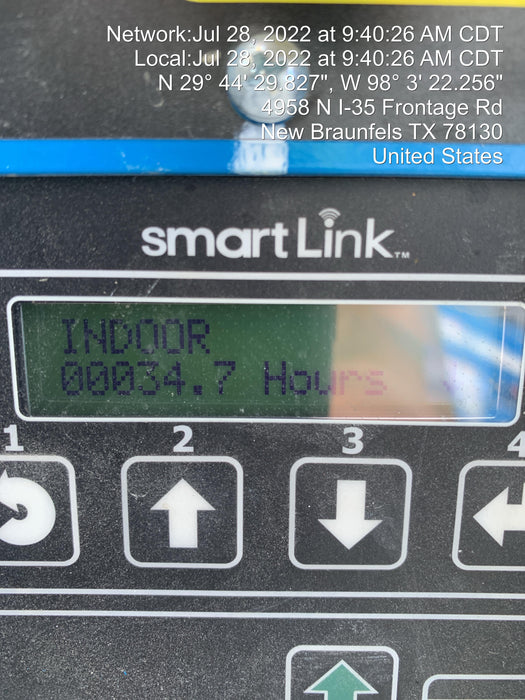 Network:Jul 28, 2022 at 9:40:26 AM CDT
Local:Jul 28, 2022 at 9:40:26 AM CDT
N 29° 44' 29.827", W 98° 3' 22.256"
4958 N I-35 Frontage Rd
New Braunfels TX 78130
United States
smartLink™
INDOOR
00034.7 Hours
1 2 3 4